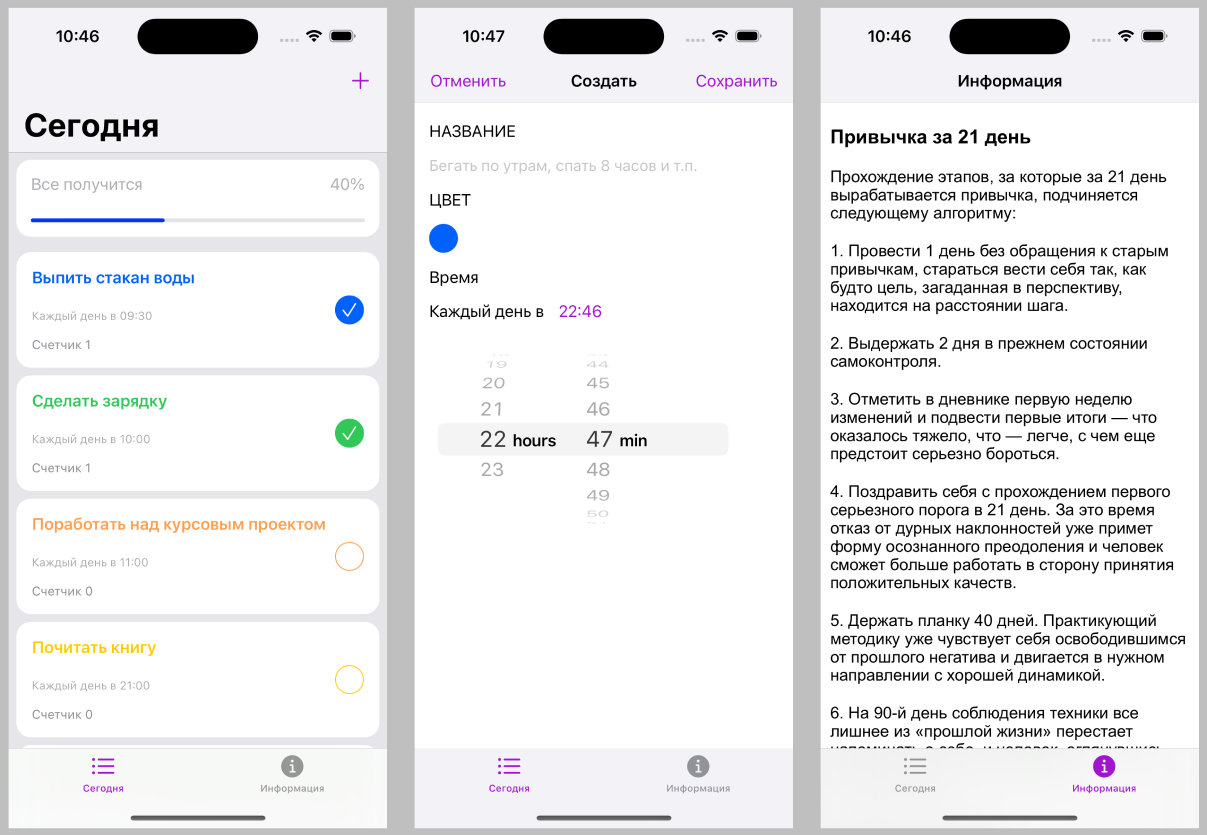 10:46
Сегодня
Все получится 40%
Выпить стакан воды
Каждый день в 09:30
Счетчик 1
Сделать зарядку
Каждый день в 10:00
Счетчик 1
Поработать над курсовым проектом
Каждый день в 11:00
Счетчик 0
Почитать книгу
Каждый день в 21:00
Счетчик 0
Сегодня Информация
10:47
Отменить Создать Сохранить
НАЗВАНИЕ
Бегать по утрам, спать 8 часов и т.п.
ЦВЕТ
Время
Каждый день в 22:46
19 44
20 45
21 46
22 hours 47 min
23 48
49
50
Сегодня Информация
10:46
Информация
Привычка за 21 день
Прохождение этапов, за которые за 21 день
вырабатывается привычка, подчиняется
следующему алгоритму:
1. Провести 1 день без обращения к старым
привычкам, стараться вести себя так, как
будто цель, загаданная в перспективу,
находится на расстоянии шага.
2. Выдержать 2 дня в прежнем состоянии
самоконтроля.
3. Отметить в дневнике первую неделю
изменений и подвести первые итоги — что
оказалось тяжело, что — легче, с чем еще
предстоит серьезно бороться.
4. Поздравить себя с прохождением первого
серьезного порога в 21 день. За это время
отказ от дурных наклонностей уже примет
форму осознанного преодоления и человек
сможет больше работать в сторону принятия
положительных качеств.
5. Держать планку 40 дней. Практикующий
методику уже чувствует себя освободившимся
от прошлого негатива и двигается в нужном
направлении с хорошей динамикой.
6. На 90-й день соблюдения техники все
лишнее из «прошлой жизни» перестает
Сегодня Информация